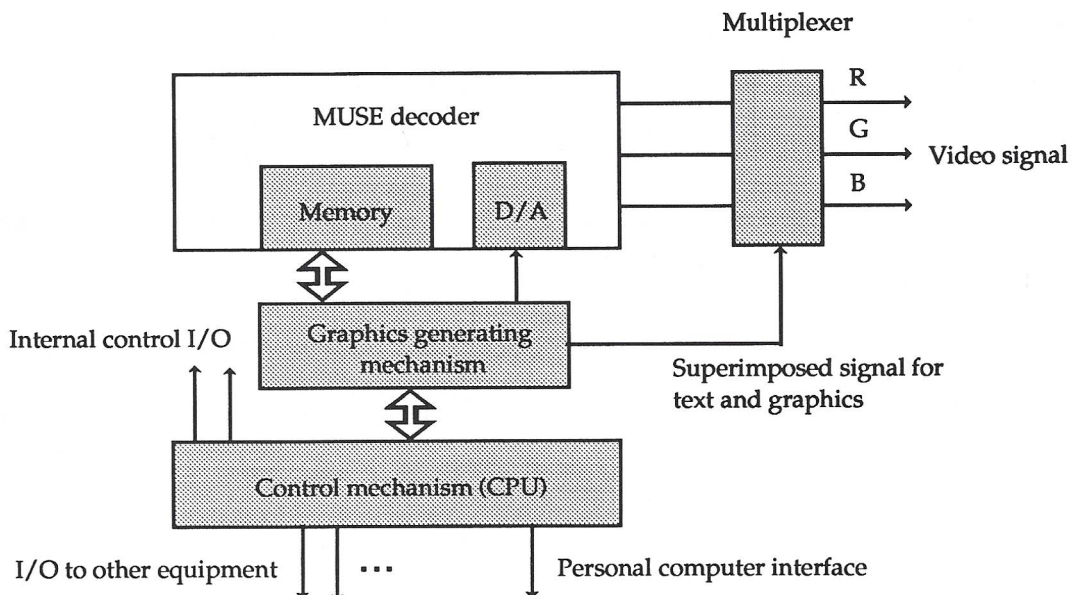 Multiplexer
MUSE decoder
Memory
D/A
R
G
B
Video signal
Graphics generating
mechanism
Internal control I/O
Superimposed signal for
text and graphics
Control mechanism (CPU)
I/O to other equipment
...
Personal computer interface